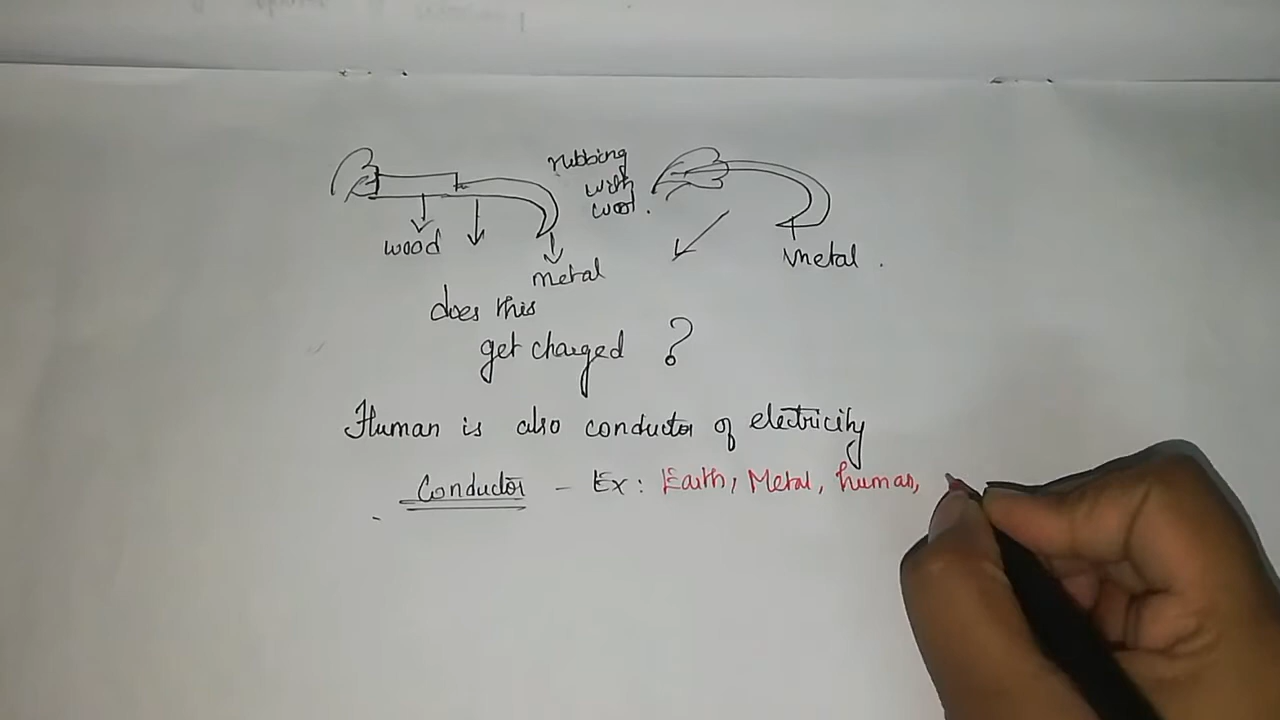 rubbing
with
wool.
wood
metal
metal.
does this
get charged ?
Human is also conductor of electricity
Conductor - Ex: Earth, Metal, human,